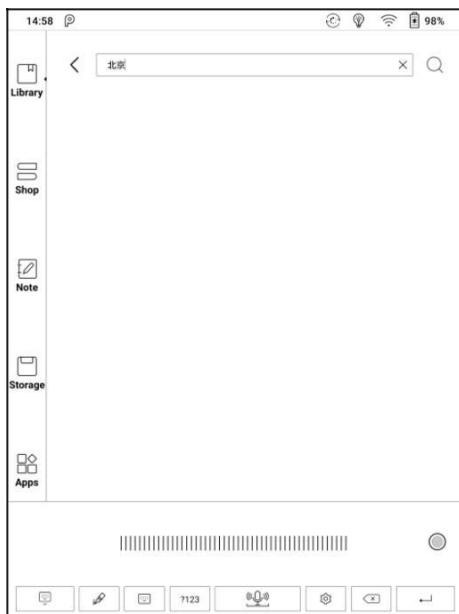 14:58
98%
北京
Library
Shop
Note
Storage
Apps
?123